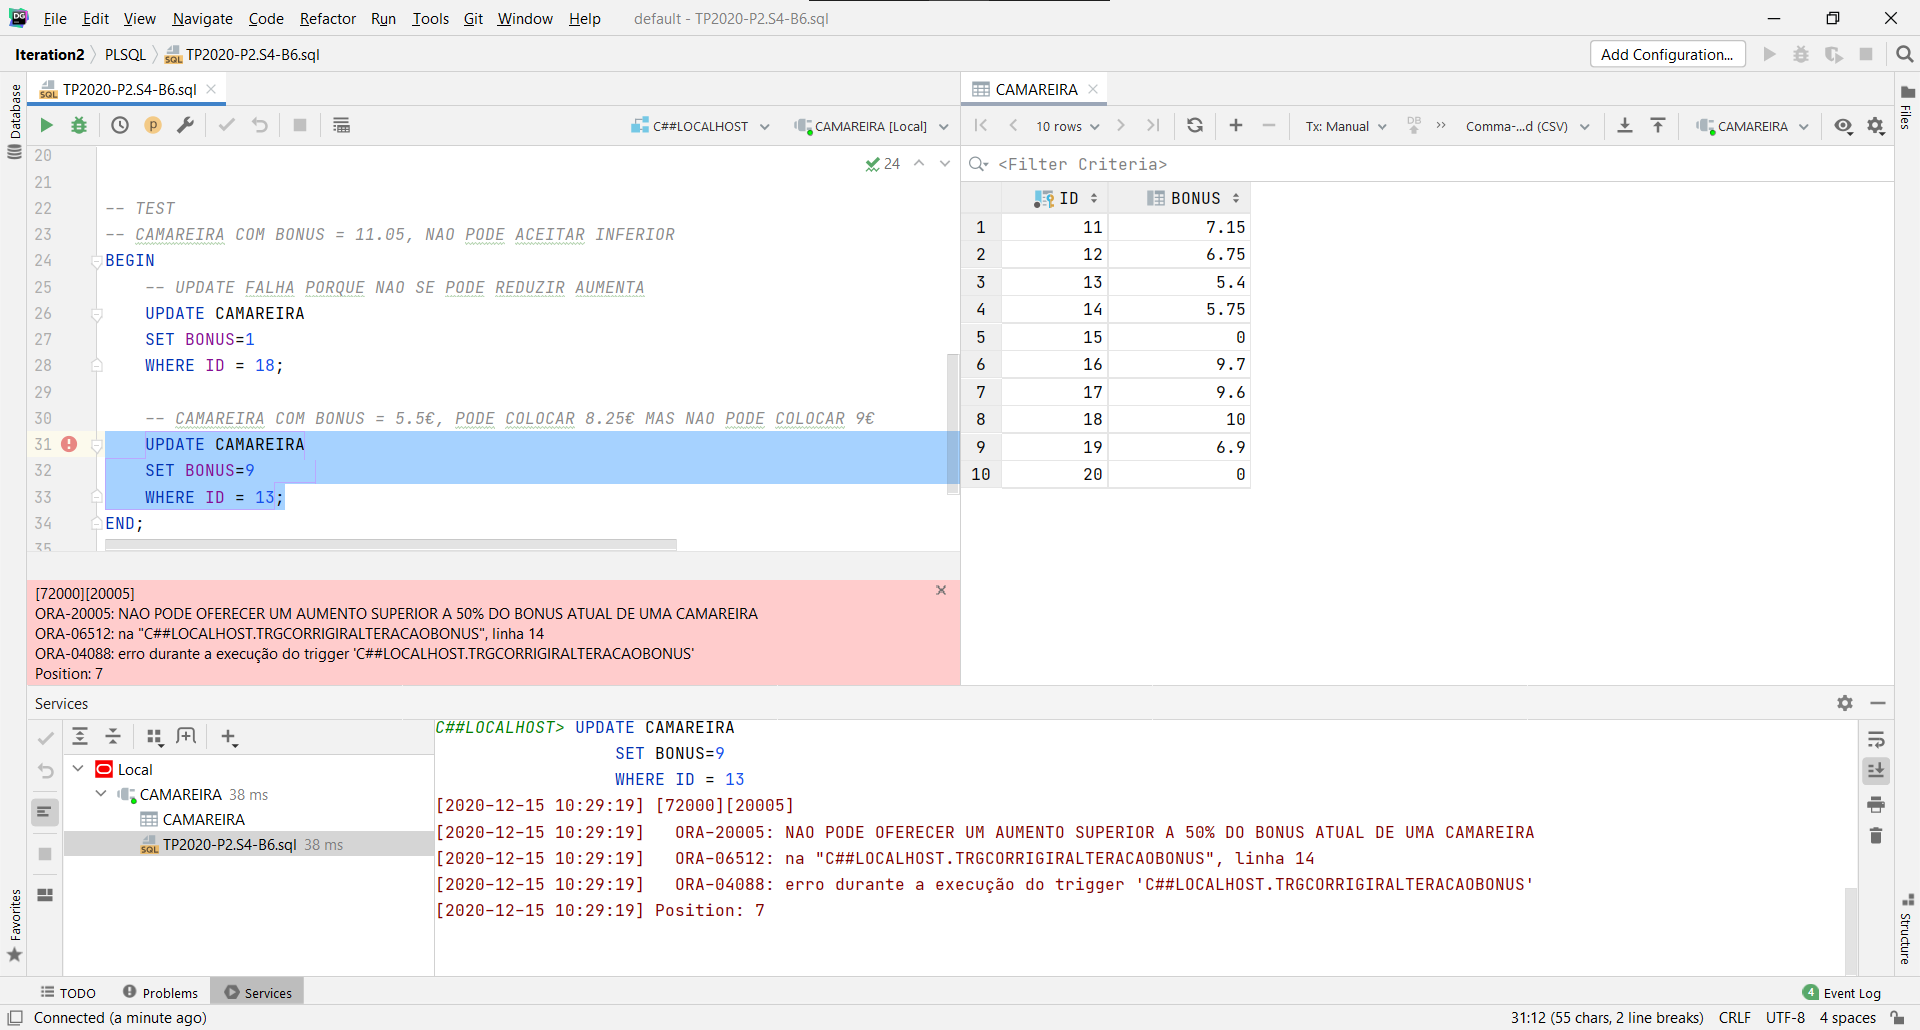 File Edit View Navigate Code Refactor Run Tools Git Window Help default - TP2020-P2.S4-B6.sql
Iteration2 PLSQL TP2020-P2.S4-B6.sql Add Configuration...
Database
TP2020-P2.S4-B6.sql
C##LOCALHOST CAMAREIRA [Local]
24
20
21
22 -- TEST
23 -- CAMAREIRA COM BONUS = 11.05, NAO PODE ACEITAR INFERIOR
24 BEGIN
25 -- UPDATE FALHA PORQUE NAO SE PODE REDUZIR AUMENTA
26 UPDATE CAMAREIRA
27 SET BONUS=1
28 WHERE ID = 18;
29
30 -- CAMAREIRA COM BONUS = 5.5€, PODE COLOCAR 8.25€ MAS NAO PODE COLOCAR 9€
31 UPDATE CAMAREIRA
32 SET BONUS=9
33 WHERE ID = 13;
34 END;
35
[72000][20005]
ORA-20005: NAO PODE OFERECER UM AUMENTO SUPERIOR A 50% DO BONUS ATUAL DE UMA CAMAREIRA
ORA-06512: na "C##LOCALHOST.TRGCORRIGIRALTERACAOBONUS", linha 14
ORA-04088: erro durante a execução do trigger 'C##LOCALHOST.TRGCORRIGIRALTERACAOBONUS'
Position: 7
CAMAREIRA
10 rows Tx: Manual DB Comma-...d (CSV) CAMAREIRA
<Filter Criteria>
ID BONUS
1 11 7.15
2 12 6.75
3 13 5.4
4 14 5.75
5 15 0
6 16 9.7
7 17 9.6
8 18 10
9 19 6.9
10 20 0
Files
Services
Local
CAMAREIRA 38 ms
CAMAREIRA
TP2020-P2.S4-B6.sql 38 ms
C##LOCALHOST> UPDATE CAMAREIRA
SET BONUS=9
WHERE ID = 13
[2020-12-15 10:29:19] [72000][20005]
[2020-12-15 10:29:19] ORA-20005: NAO PODE OFERECER UM AUMENTO SUPERIOR A 50% DO BONUS ATUAL DE UMA CAMAREIRA
[2020-12-15 10:29:19] ORA-06512: na "C##LOCALHOST.TRGCORRIGIRALTERACAOBONUS", linha 14
[2020-12-15 10:29:19] ORA-04088: erro durante a execução do trigger 'C##LOCALHOST.TRGCORRIGIRALTERACAOBONUS'
[2020-12-15 10:29:19] Position: 7
Favorites
Structure
TODO Problems Services 4 Event Log
Connected (a minute ago) 31:12 (55 chars, 2 line breaks) CRLF UTF-8 4 spaces